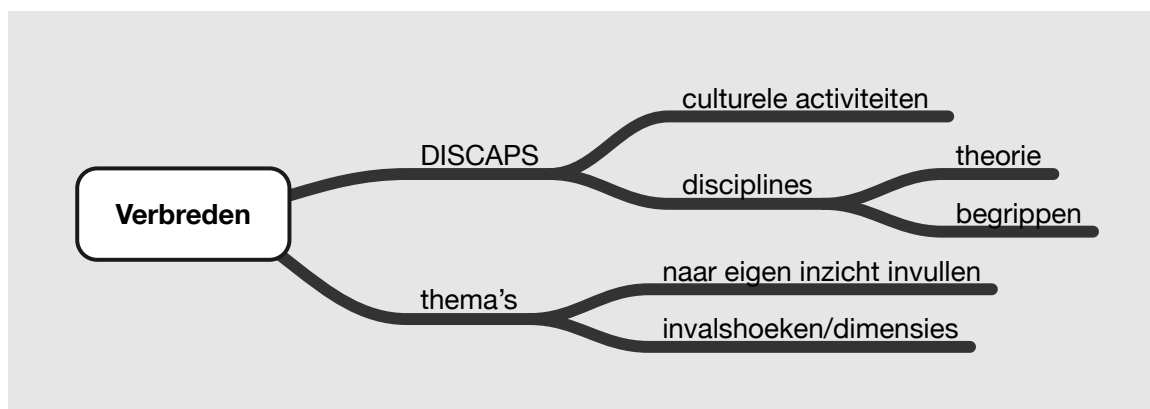 Verbreden
DISCAPS
culturele activiteiten
disciplines
theorie
begrippen
thema's
naar eigen inzicht invullen
invalshoeken/dimensies